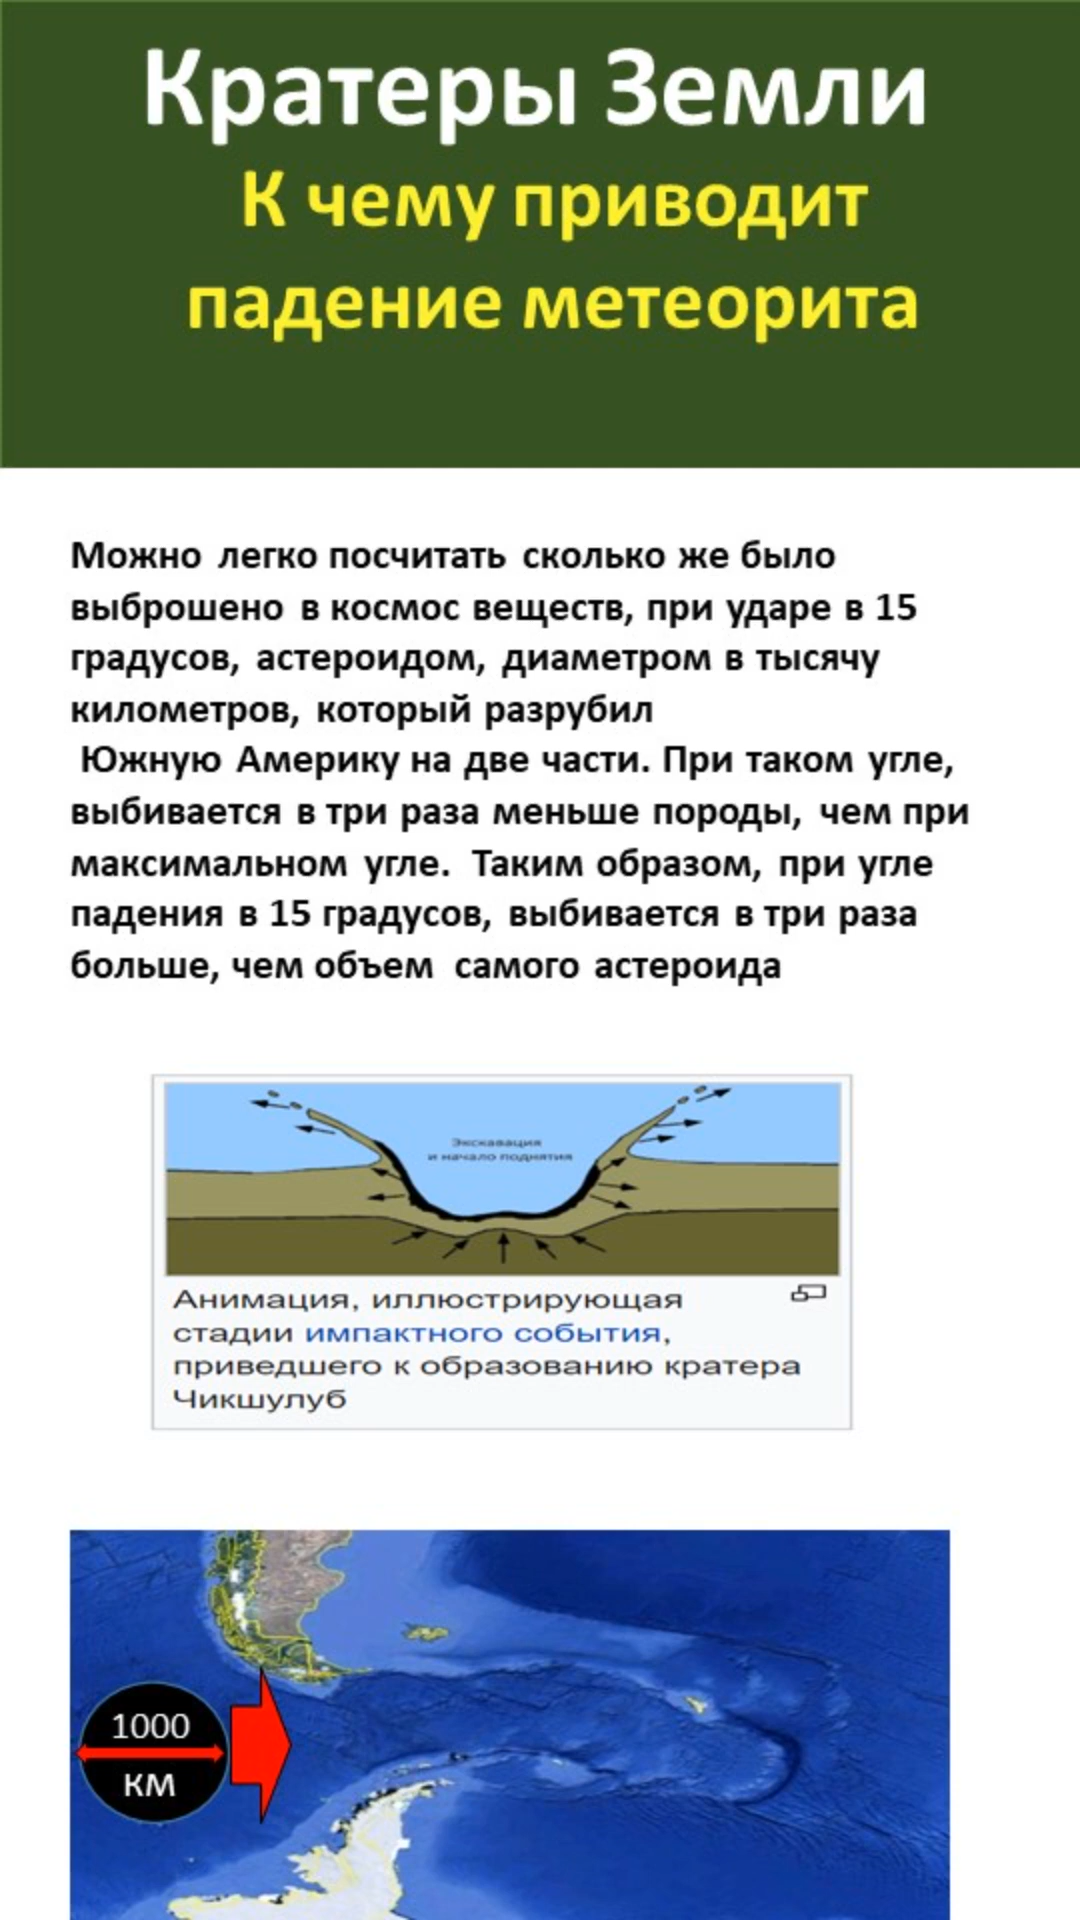 Кратеры Земли
К чему приводит
падение метеорита
Можно легко посчитать сколько же было
выброшено в космос веществ, при ударе в 15
градусов, астероидом, диаметром в тысячу
километров, который разрубил
Южную Америку на две части. При таком угле,
выбивается в три раза меньше породы, чем при
максимальном угле. Таким образом, при угле
падения в 15 градусов, выбивается в три раза
больше, чем объем самого астероида
Экскавация
и начало поднятия
Анимация, иллюстрирующая
стадии импактного события,
приведшего к образованию кратера
Чикшулуб
1000
КМ